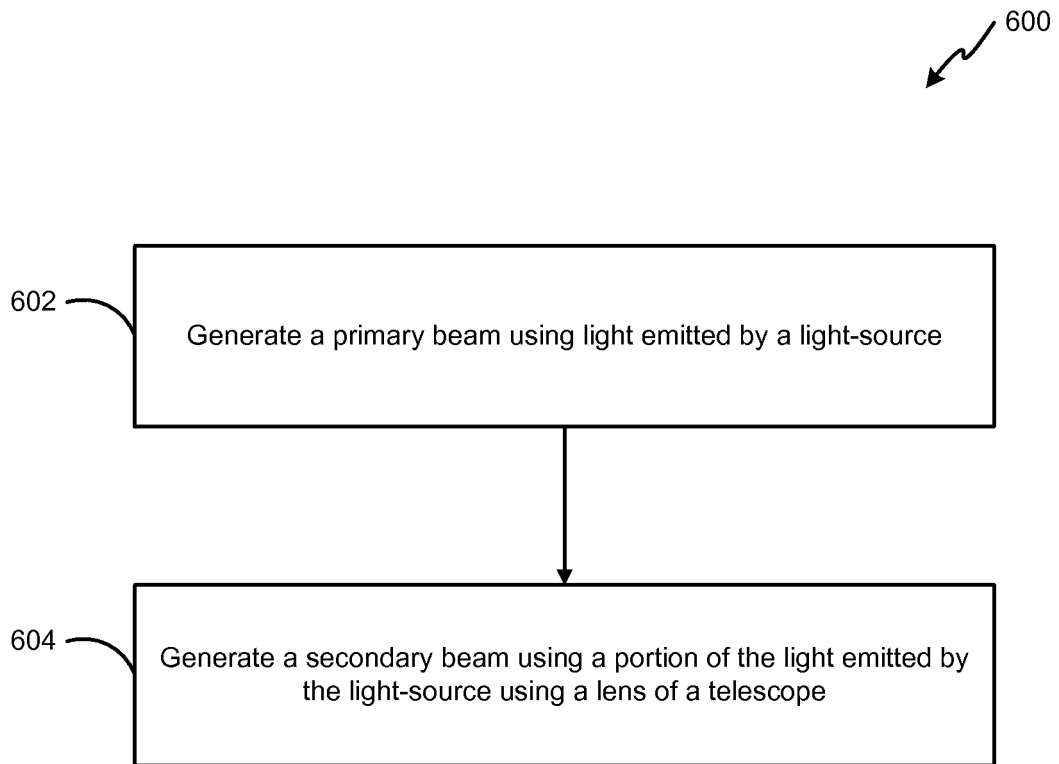 600
602
Generate a primary beam using light emitted by a light-source
604
Generate a secondary beam using a portion of the light emitted by
the light-source using a lens of a telescope